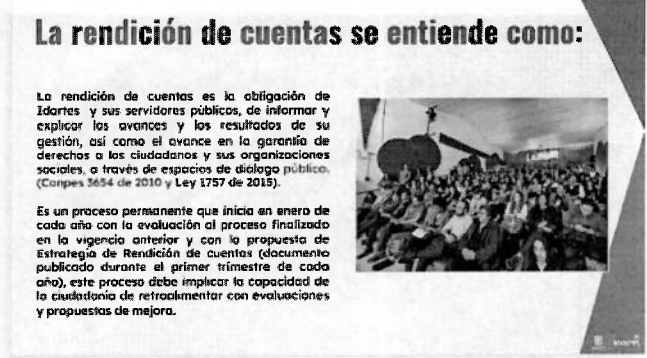 La rendición de cuentas se entiende como:
La rendición de cuentas es la obligación de
Idartes y sus servidores públicos, de informar y
explicar los avances y los resultados de su
gestión, así como el avance en la garantía de
derechos a los ciudadanos y sus organizaciones
sociales, a través de espacios de diálogo público.
(Conpes 3654 de 2010 y Ley 1757 de 2015).
Es un proceso permanente que inicia en enero de
cada año con la evaluación al proceso finalizado
en la vigencia anterior y con la propuesta de
Estrategia de Rendición de cuentas (documento
publicado durante el primer trimestre de cada
año), este proceso debe implicar la capacidad de
la ciudadanía de retroalimentar con evaluaciones
y propuestas de mejora.